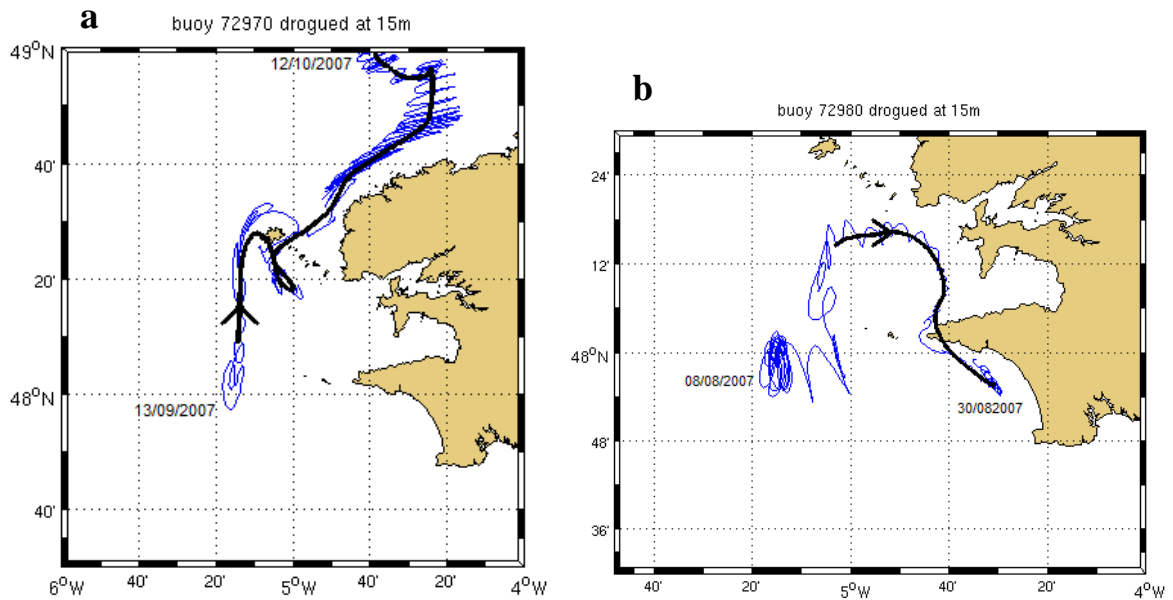 a
buoy 72970 drogued at 15m
49°N
12/10/2007
40'
20'
13/09/2007
48°N
40'
6°W 40' 20' 5°W 40' 20' 4°W
b
buoy 72980 drogued at 15m
24'
12'
48°N
08/08/2007
30/082007
48'
36'
40' 20' 5°W 40' 20' 4°W